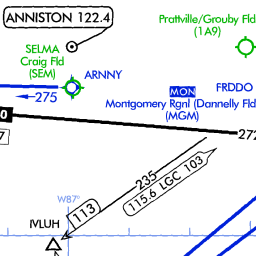 ANNISTON 122.4
Prattville/Grouby Fld
(1A9)
SELMA
Craig Fld
(SEM)
ARNNY
275
MON
FRDDO
Montgomery Rgnl (Dannelly Fld
(MGM)
0
7
272
235
115.6 LGC 103
W87°
113
IVLUH